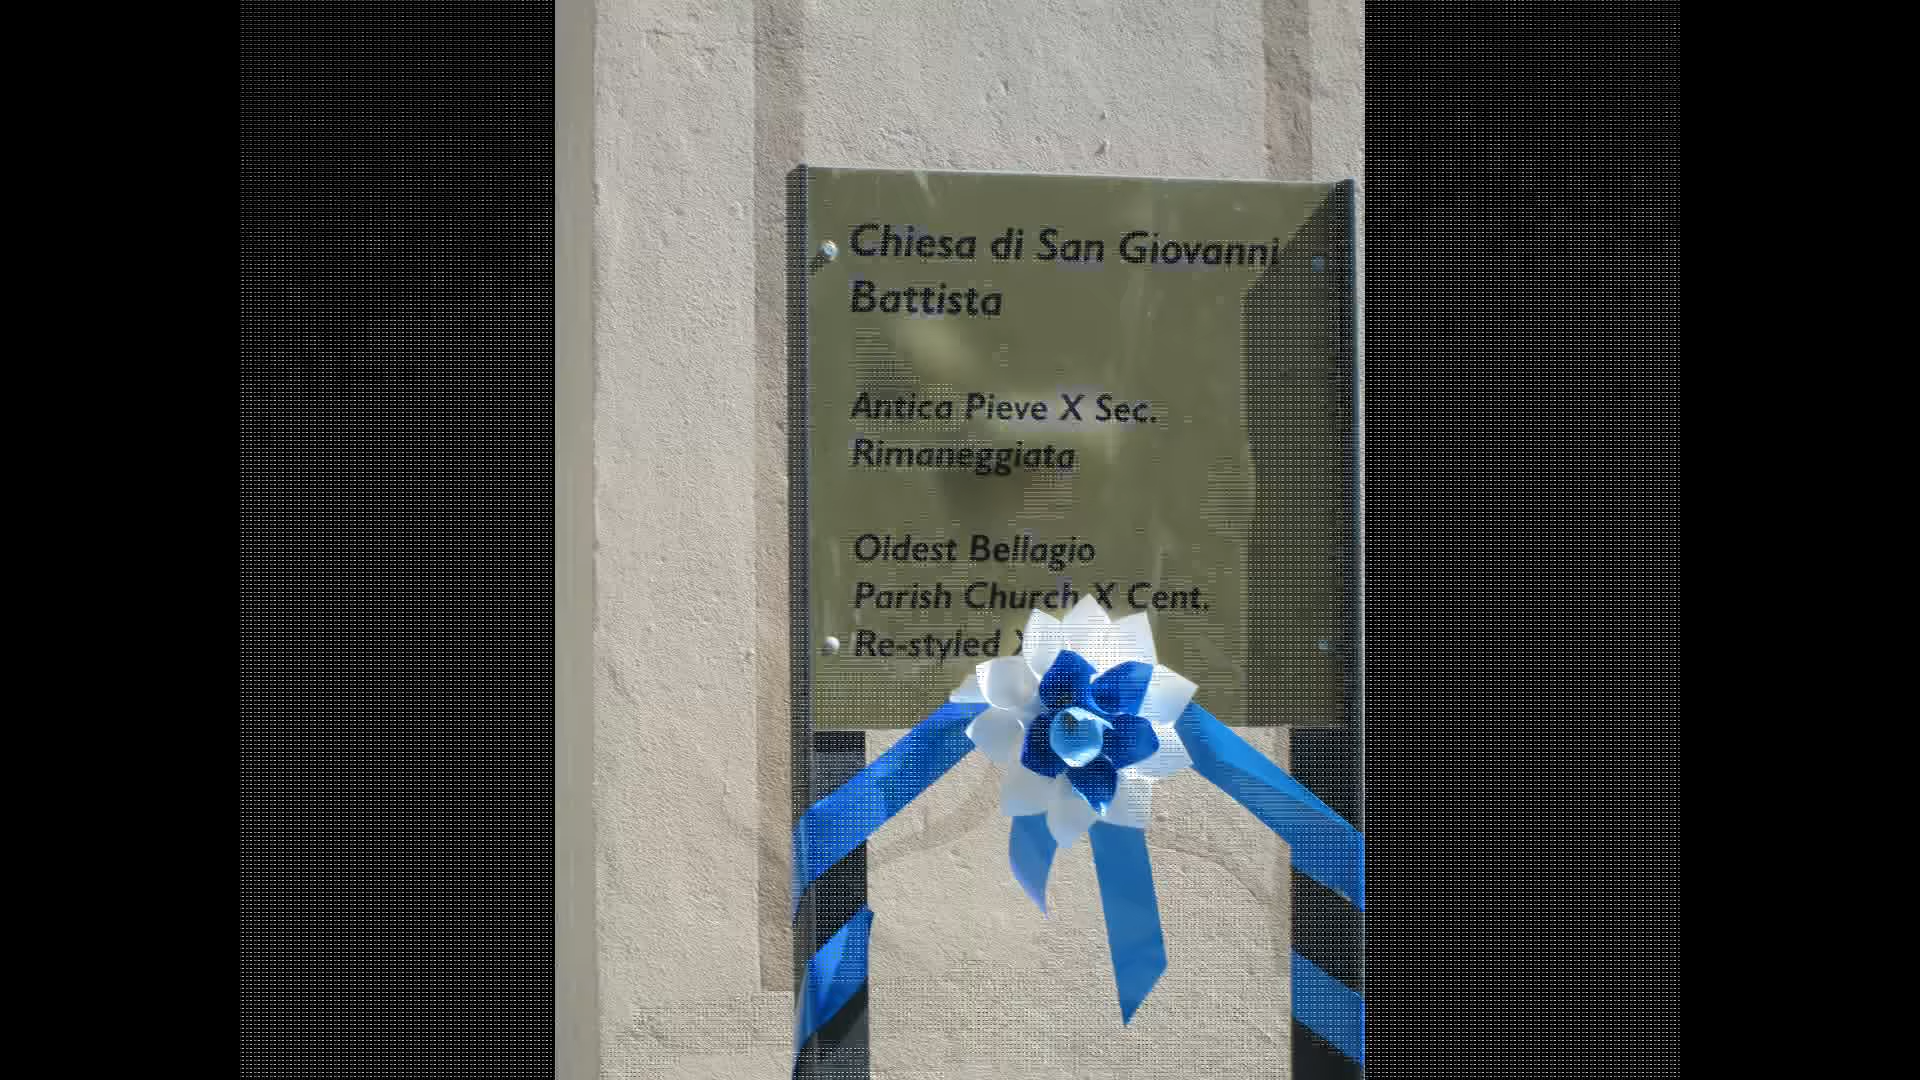 Chiesa di San Giovanni
Battista
Antica Pieve X Sec.
Rimaneggiata
Oldest Bellagio
Parish Church X Cent.
Re-styled